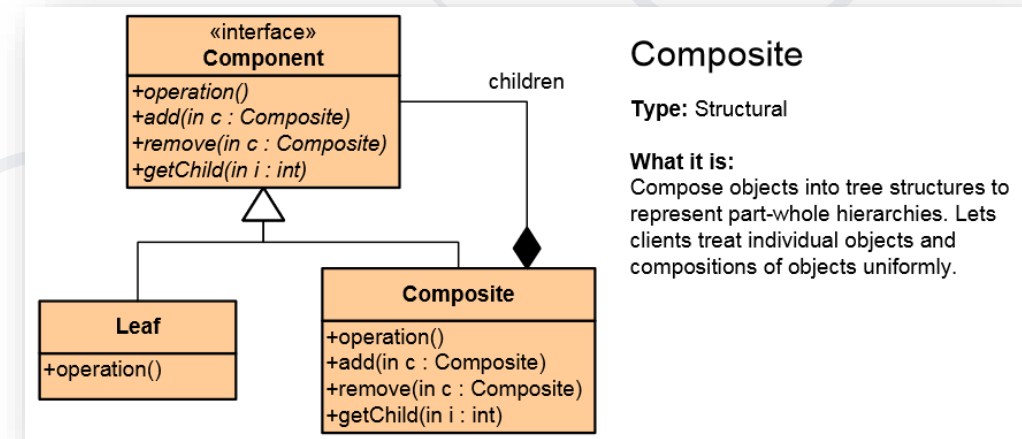 «interface»
Component
+operation()
+add(in c : Composite)
+remove(in c : Composite)
+getChild(in i : int)
children
Leaf
+operation()
Composite
+operation()
+add(in c : Composite)
+remove(in c : Composite)
+getChild(in i : int)
Composite
Type: Structural
What it is:
Compose objects into tree structures to
represent part-whole hierarchies. Lets
clients treat individual objects and
compositions of objects uniformly.